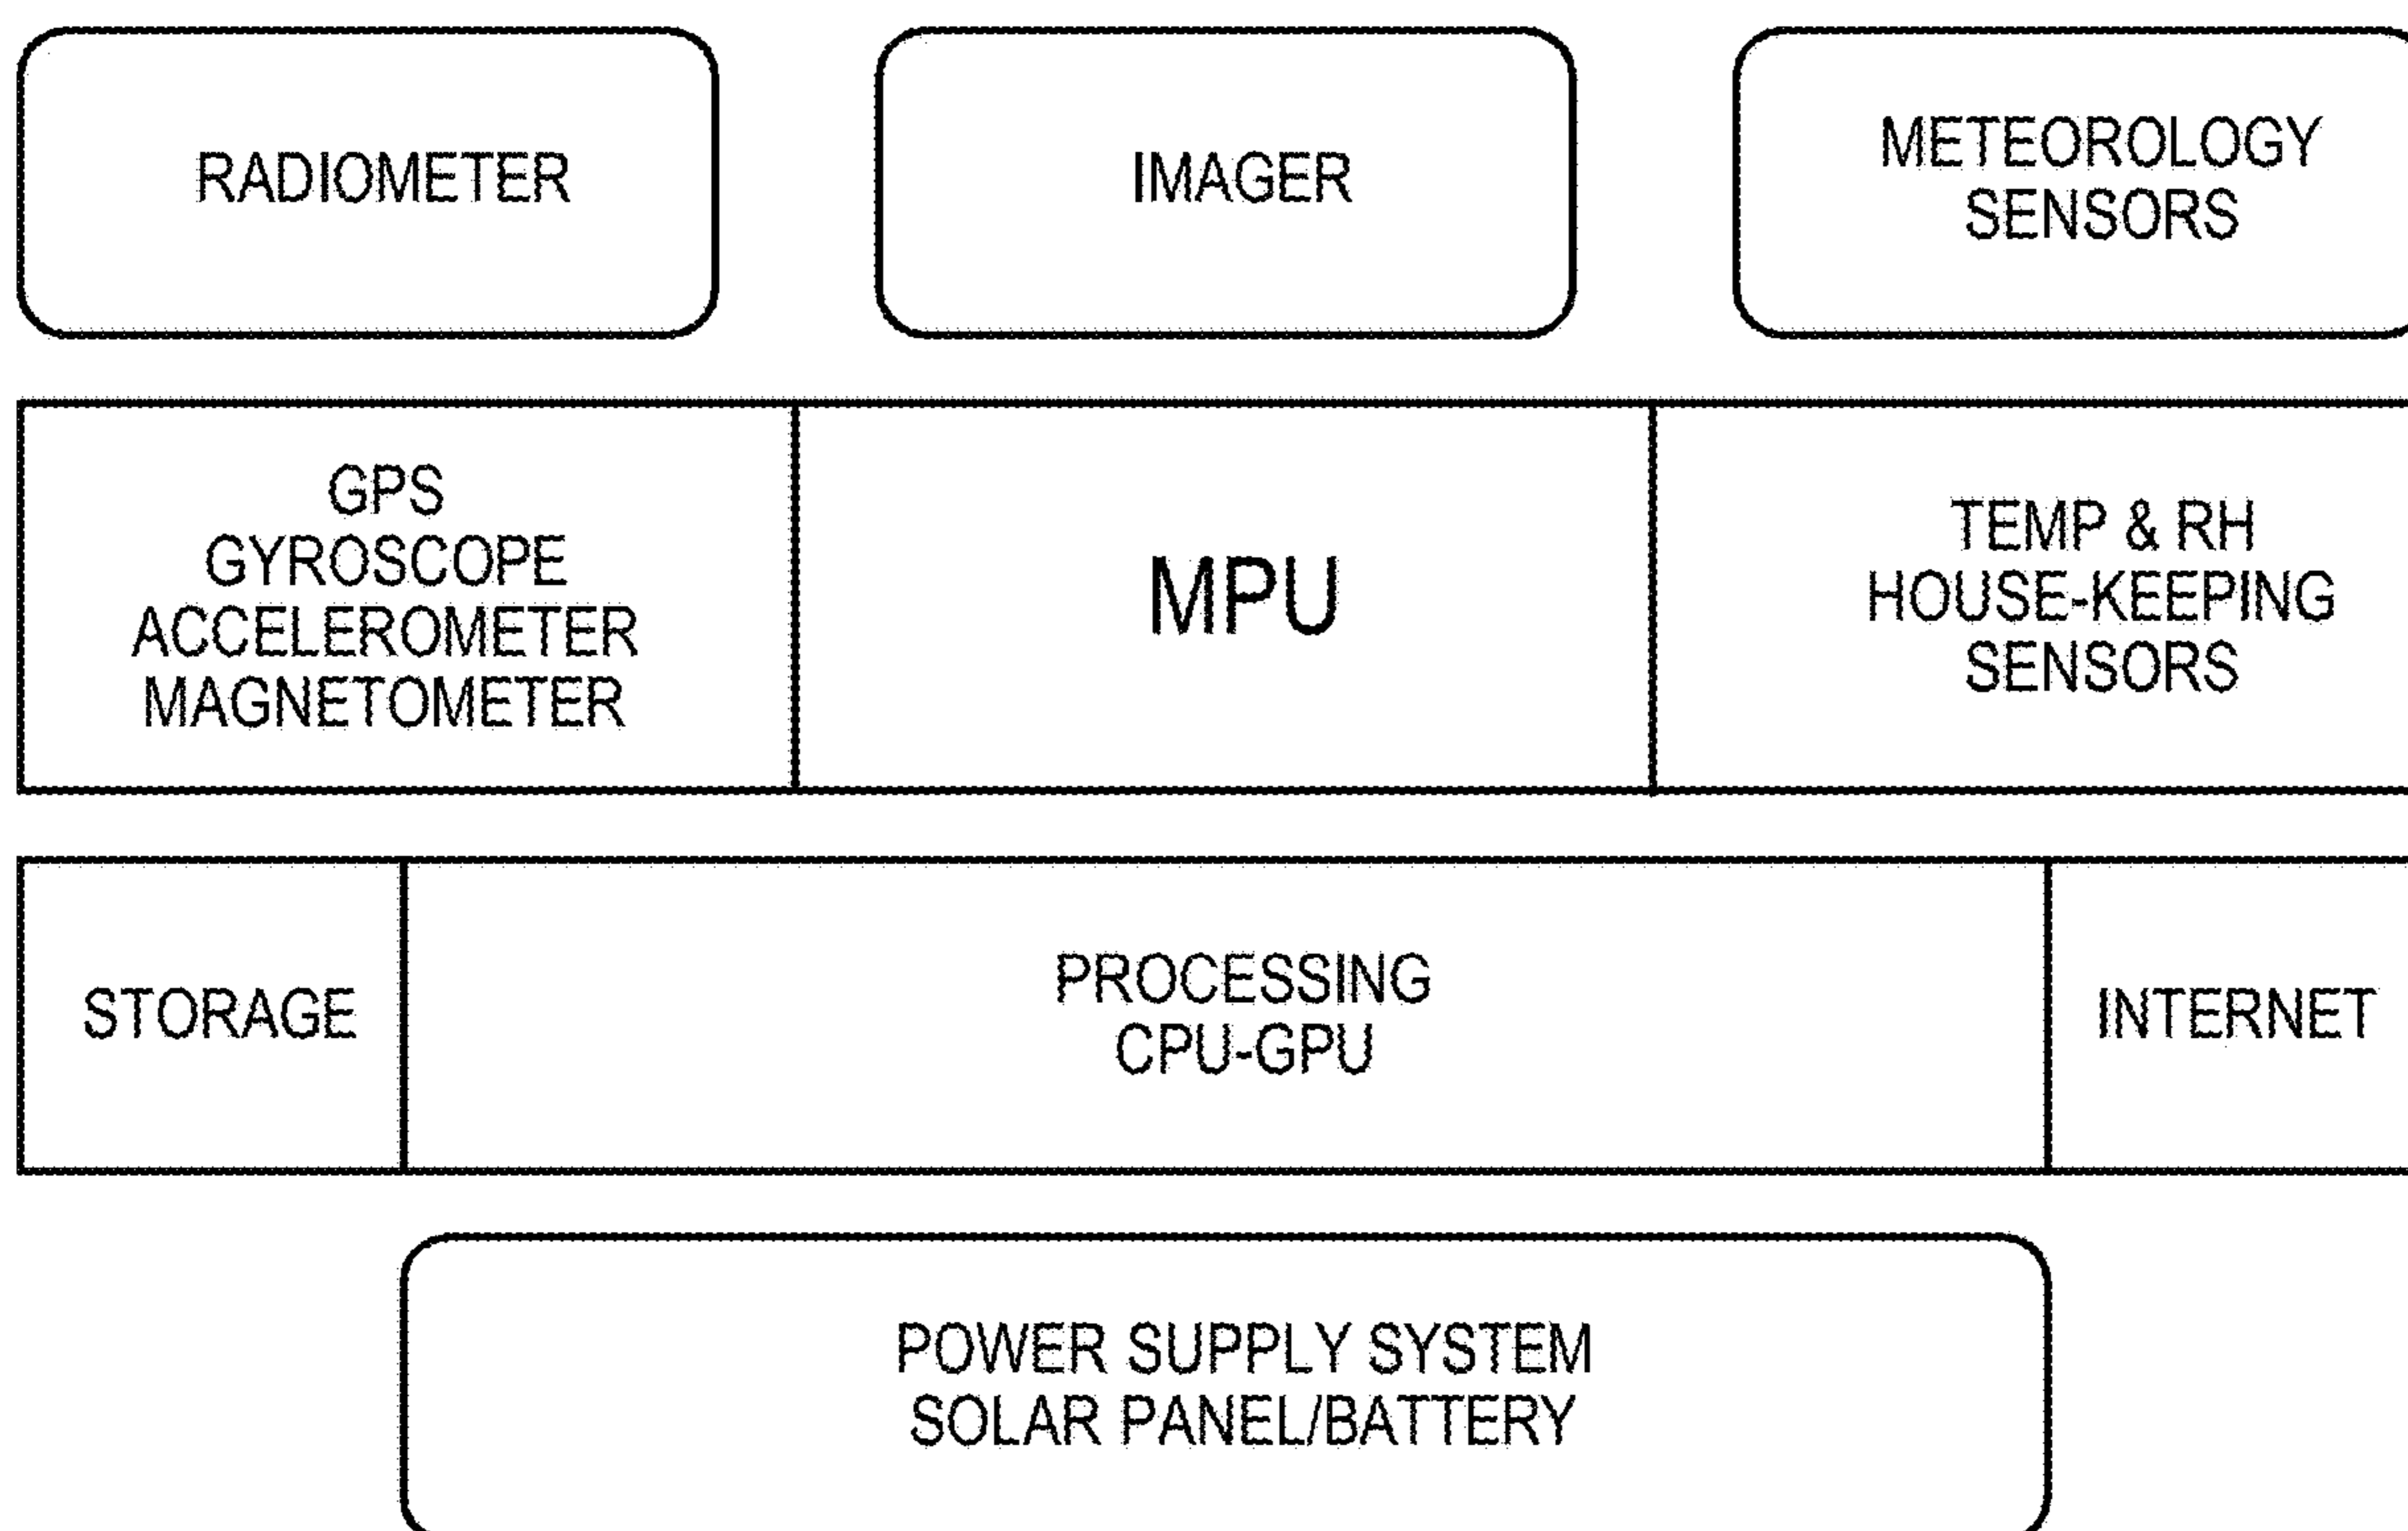 RADIOMETER
IMAGER
METEOROLOGY
SENSORS
GPS
GYROSCOPE
ACCELEROMETER
MAGNETOMETER
MPU
TEMP & RH
HOUSE-KEEPING
SENSORS
STORAGE
PROCESSING
CPU-GPU
INTERNET
POWER SUPPLY SYSTEM
SOLAR PANEL/BATTERY